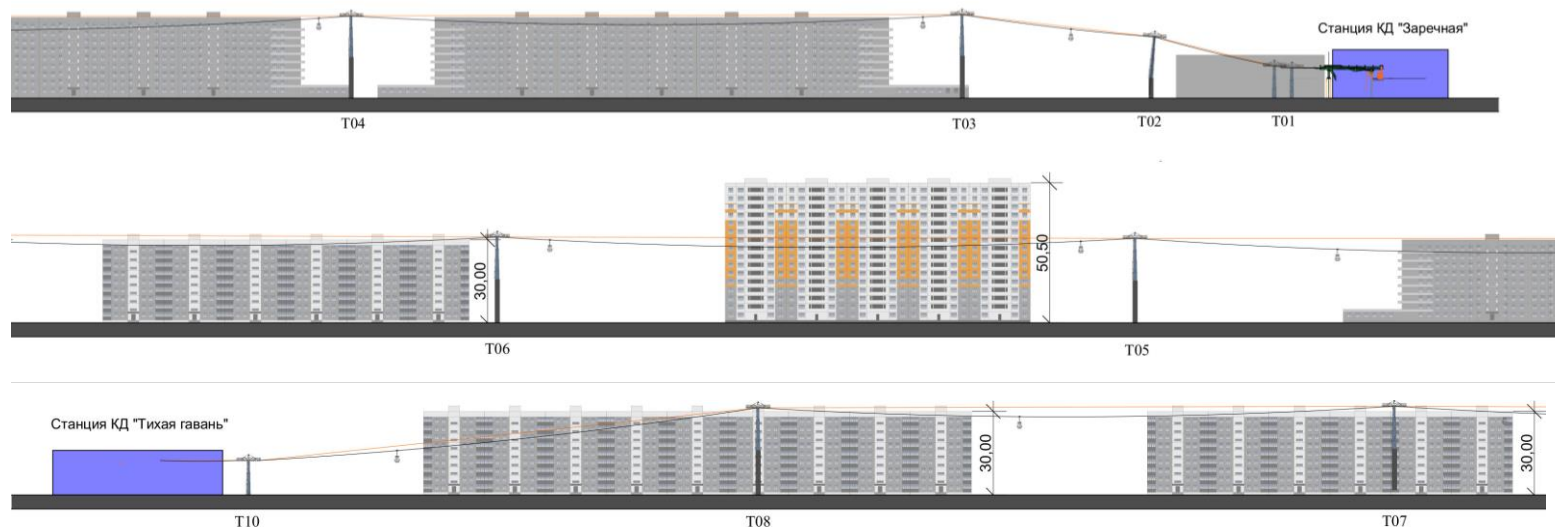 Станция КД "Заречная"
T04
T03
T02
T01
50,50
30,00
T06
T05
Станция КД "Тихая гавань"
30,00
30,00
T10
T08
T07